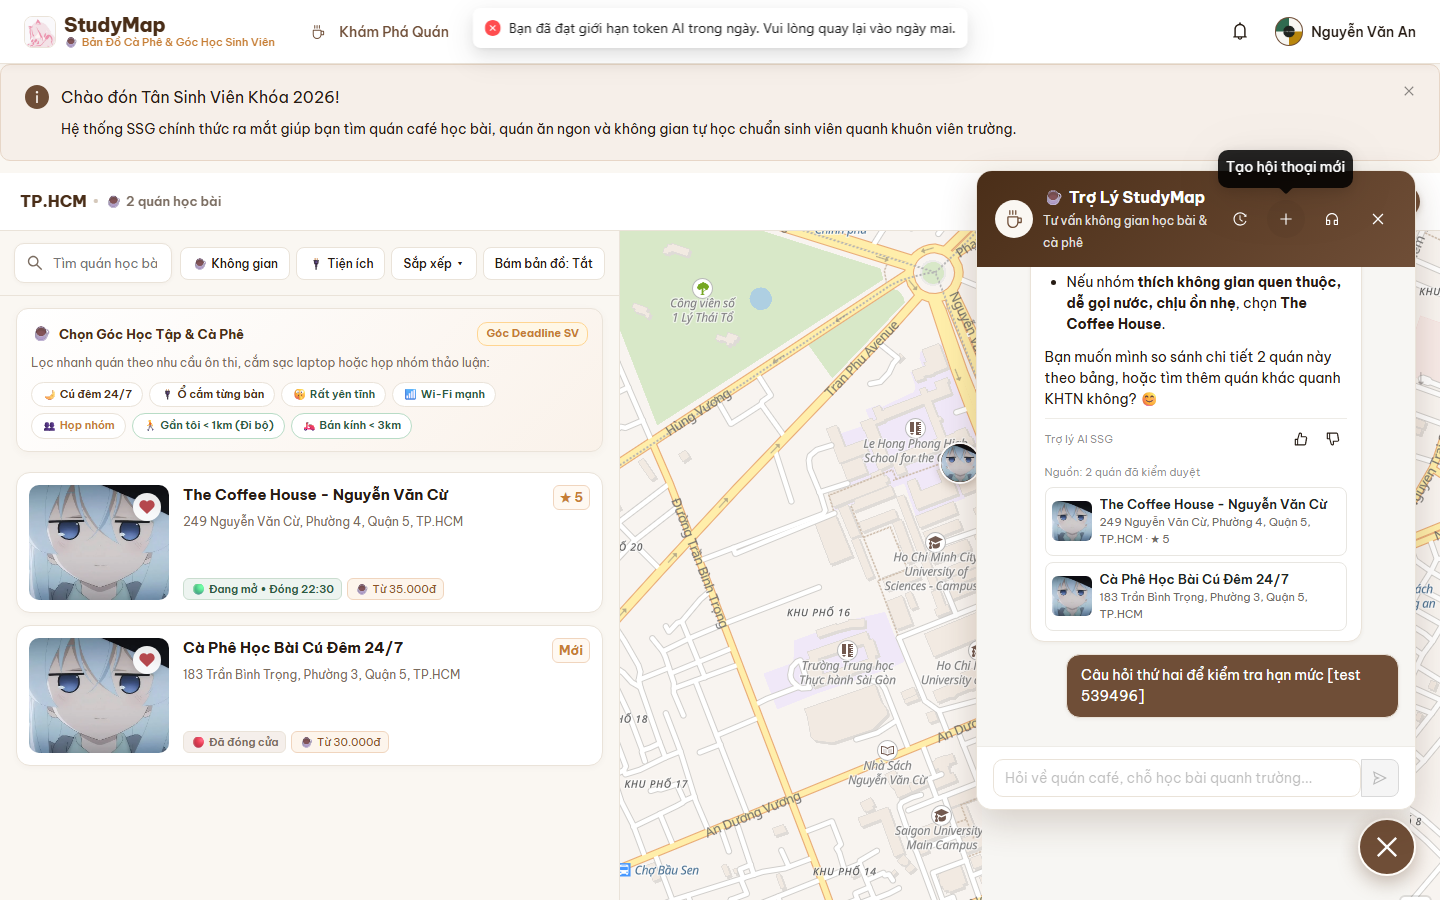 StudyMap
Bản Đồ Cà Phê & Góc Học Sinh Viên
Khám Phá Quán
Bạn đã đạt giới hạn token AI trong ngày. Vui lòng quay lại vào ngày mai.
Nguyễn Văn An
Chào đón Tân Sinh Viên Khóa 2026!
Hệ thống SSG chính thức ra mắt giúp bạn tìm quán café học bài, quán ăn ngon và không gian tự học chuẩn sinh viên quanh khuôn viên trường.
TP.HCM • 2 quán học bài
Tìm quán học bà
Không gian
Tiện ích
Sắp xếp
Bám bản đồ: Tắt
Chọn Góc Học Tập & Cà Phê
Góc Deadline SV
Lọc nhanh quán theo nhu cầu ôn thi, cắm sạc laptop hoặc họp nhóm thảo luận:
Cú đêm 24/7
Ổ cắm từng bàn
Rất yên tĩnh
Wi-Fi mạnh
Họp nhóm
Gần tôi < 1km (Đi bộ)
Bán kính < 3km
The Coffee House - Nguyễn Văn Cừ
★ 5
249 Nguyễn Văn Cừ, Phường 4, Quận 5, TP.HCM
Đang mở • Đóng 22:30
Từ 35.000đ
Cà Phê Học Bài Cú Đêm 24/7
Mới
183 Trần Bình Trọng, Phường 3, Quận 5, TP.HCM
Đã đóng cửa
Từ 30.000đ
Công viên số
1 Lý Thái Tổ
Hùng Vương
Trần Phú Avenue
Le Hong Phong High
School for the
Đường Trần Bình Trọng
Ố 20
Ho Chi Minh City
University of
Sciences - Campus
KHU PHỐ 16
Trường Trung học
Thực hành Sài Gòn
Ho Chi
University
HỐ 18
An Dương
Nhà Sách
Nguyễn Văn Cừ
KHU PHỐ 17
An Dương Vương
Saigon University
Main Campus
KHU PHỐ 14
Chợ Bầu Sen
Tạo hội thoại mới
Trợ Lý StudyMap
Tư vấn không gian học bài &
cà phê
• Nếu nhóm thích không gian quen thuộc,
dễ gọi nước, chịu ồn nhẹ, chọn The
Coffee House.
Bạn muốn mình so sánh chi tiết 2 quán này
theo bảng, hoặc tìm thêm quán khác quanh
KHTN không? 😊
Trợ lý AI SSG
Nguồn: 2 quán đã kiểm duyệt
The Coffee House - Nguyễn Văn Cừ
249 Nguyễn Văn Cừ, Phường 4, Quận 5,
TP.HCM · ★ 5
Cà Phê Học Bài Cú Đêm 24/7
183 Trần Bình Trọng, Phường 3, Quận 5,
TP.HCM
Câu hỏi thứ hai để kiểm tra hạn mức [test
539496]
Hỏi về quán café, chỗ học bài quanh trường...